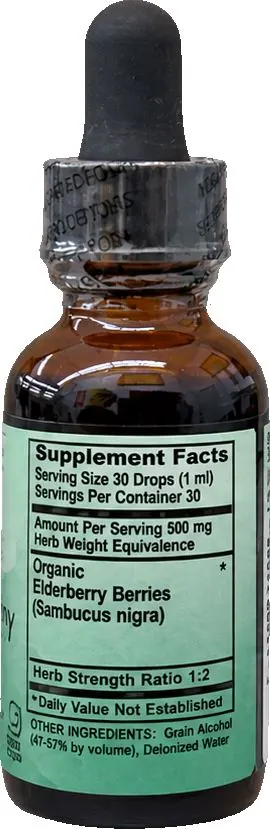 Supplement Facts
Serving Size 30 Drops (1 ml)
Servings Per Container 30
Amount Per Serving 500 mg
Herb Weight Equivalence
Organic *
Elderberry Berries
(Sambucus nigra)
Herb Strength Ratio 1:2
*Daily Value Not Established
OTHER INGREDIENTS: Grain Alcohol
(47-57% by volume), Deionized Water